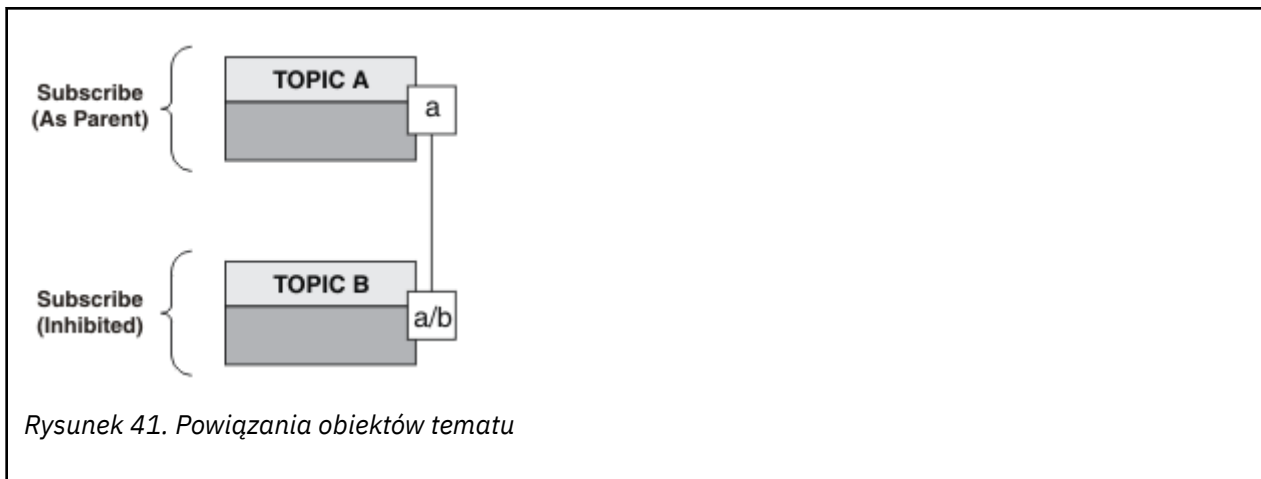 Subscribe
(As Parent)
TOPIC A
a
Subscribe
(Inhibited)
TOPIC B
a/b
Rysunek 41. Powiązania obiektów tematu